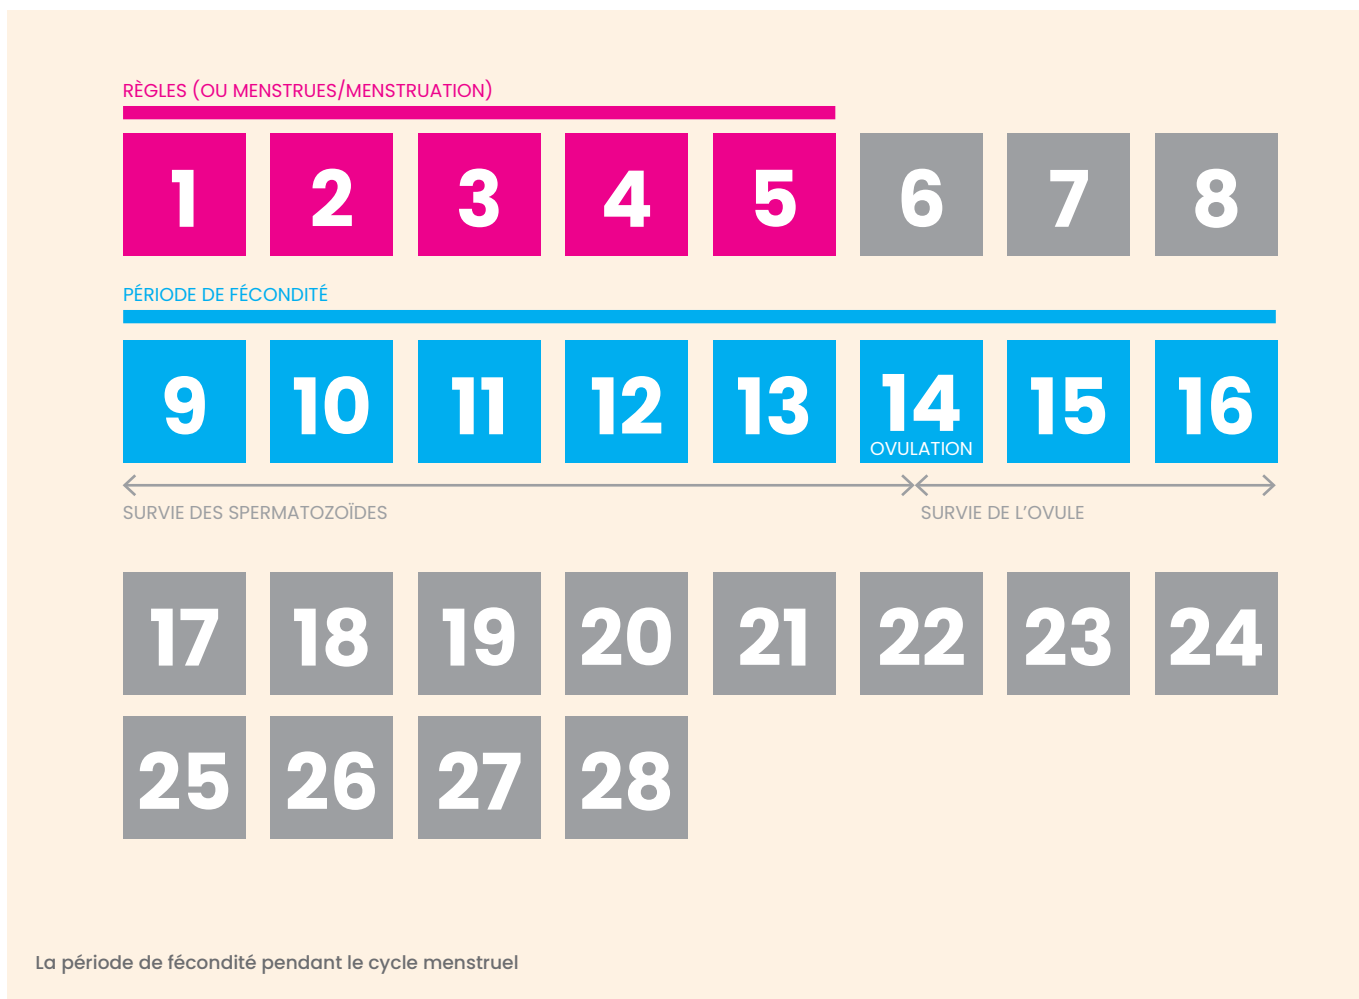 RÈGLES (OU MENSTRUES/MENSTRUATION)
1 2 3 4 5 6 7 8
PÉRIODE DE FÉCONDITÉ
9 10 11 12 13 14 15 16
OVULATION
SURVIE DES SPERMATOZOÏDES SURVIE DE L’OVULE
17 18 19 20 21 22 23 24
25 26 27 28
La période de fécondité pendant le cycle menstruel